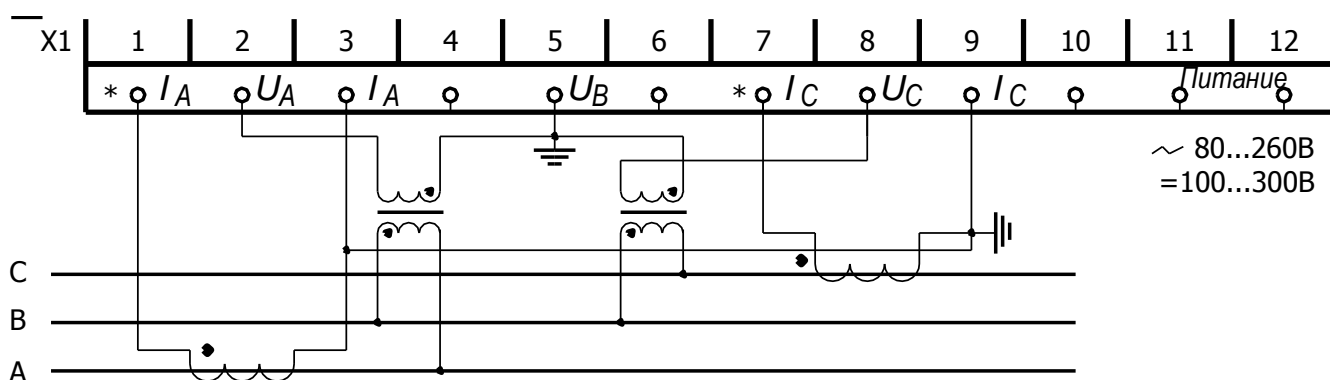 X1 1 2 3 4 5 6 7 8 9 10 11 12
* I A U A I A U B * I C U C I C Питание
~ 80...260В
=100...300В
C
B
A